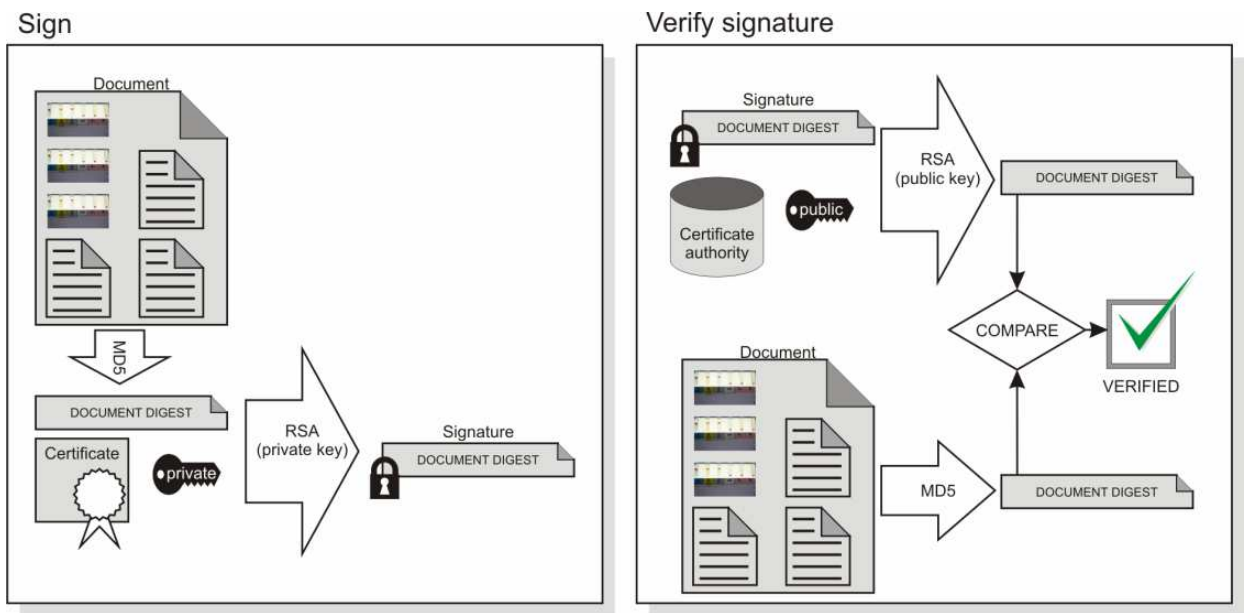 Sign
Document
MD5
DOCUMENT DIGEST
Certificate
private
RSA
(private key)
Signature
DOCUMENT DIGEST
Verify signature
Signature
DOCUMENT DIGEST
Certificate
authority
public
RSA
(public key)
DOCUMENT DIGEST
COMPARE
VERIFIED
Document
MD5
DOCUMENT DIGEST